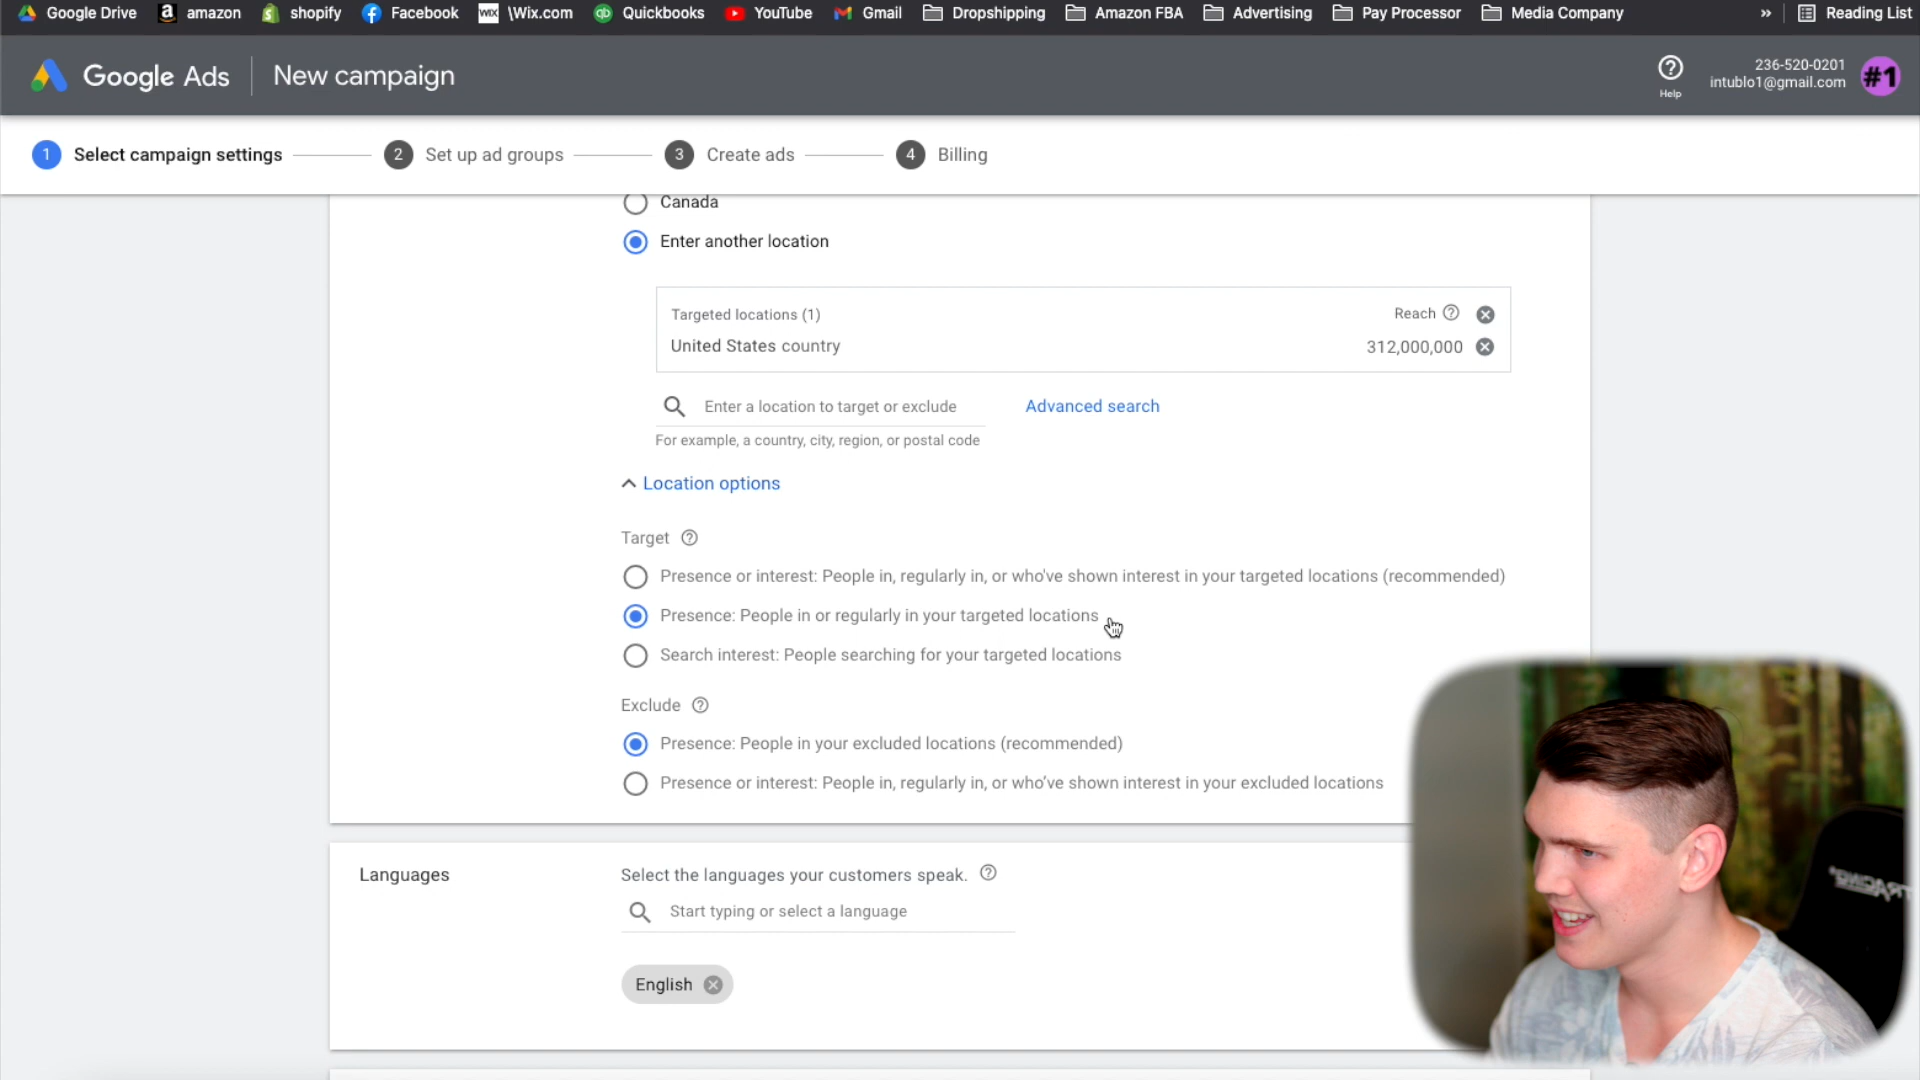 Google Drive amazon shopify Facebook WiX \Wix.com qb Quickbooks YouTube Gmail Dropshipping Amazon FBA Advertising Pay Processor Media Company » Reading List
Google Ads New campaign
Help
236-520-0201
intublo1@gmail.com
#1
1 Select campaign settings 2 Set up ad groups 3 Create ads 4 Billing
Canada
Enter another location
Targeted locations (1) Reach
United States country 312,000,000
Enter a location to target or exclude Advanced search
For example, a country, city, region, or postal code
Location options
Target
Presence or interest: People in, regularly in, or who've shown interest in your targeted locations (recommended)
Presence: People in or regularly in your targeted locations
Search interest: People searching for your targeted locations
Exclude
Presence: People in your excluded locations (recommended)
Presence or interest: People in, regularly in, or who’ve shown interest in your excluded locations
Languages Select the languages your customers speak.
Start typing or select a language
English